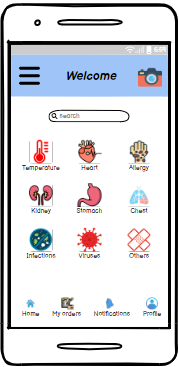 Welcome
search
Temperature Heart Allergy
Kidney Stomach Chest
Infections Viruses Others
Home My orders Notifications Profile